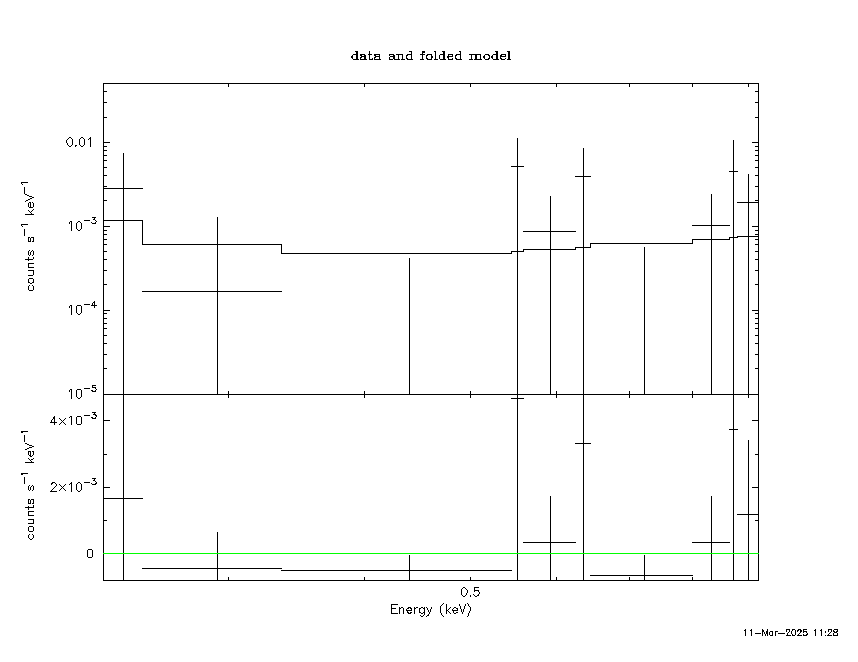 data and folded model
0.01
10⁻³
10⁻⁴
10⁻⁵
counts s⁻¹ keV⁻¹
4×10⁻³
2×10⁻³
0
counts s⁻¹ keV⁻¹
0.5
Energy (keV)
11-Mar-2025 11:28